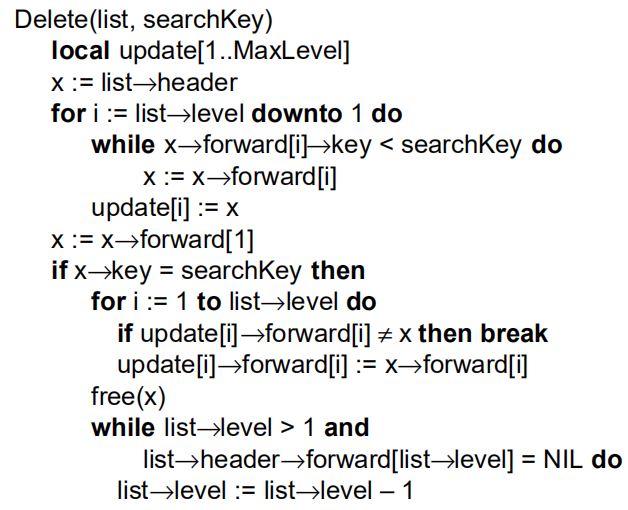 Delete(list, searchKey)
local update[1..MaxLevel]
x := list→header
for i := list→level downto 1 do
while x→forward[i]→key < searchKey do
x := x→forward[i]
update[i] := x
x := x→forward[1]
if x→key = searchKey then
for i := 1 to list→level do
if update[i]→forward[i] ≠ x then break
update[i]→forward[i] := x→forward[i]
free(x)
while list→level > 1 and
list→header→forward[list→level] = NIL do
list→level := list→level – 1